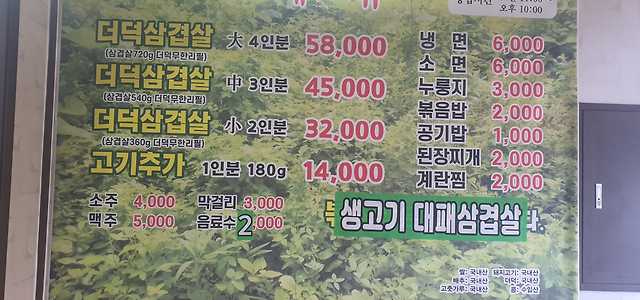 오후 10:00
더덕삼겹살 大 4인분 58,000
(삼겹살720g 더덕무한리필)
더덕삼겹살 中 3인분 45,000
(삼겹살540g 더덕무한리필)
더덕삼겹살 小 2인분 32,000
(삼겹살360g 더덕무한리필)
고기추가 1인분 180g 14,000
소주 4,000 막걸리 3,000
맥주 5,000 음료수 2,000
냉 면 6,000
소 면 6,000
누룽지 3,000
볶음밥 2,000
공기밥 1,000
된장찌개 2,000
계란찜 2,000
생고기 대패삼겹살 다.
쌀: 국내산 돼지고기: 국내산
배추: 국내산 더덕: 국내산
고춧가루: 국내산 콩: 수입산